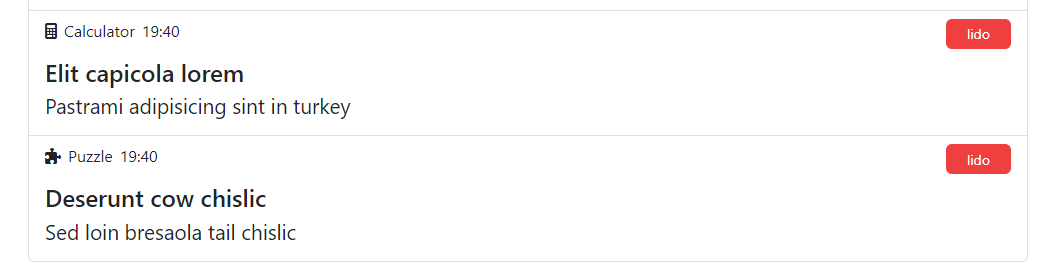 Calculator 19:40 lido
Elit capicola lorem
Pastrami adipisicing sint in turkey
Puzzle 19:40 lido
Deserunt cow chislic
Sed loin bresaola tail chislic